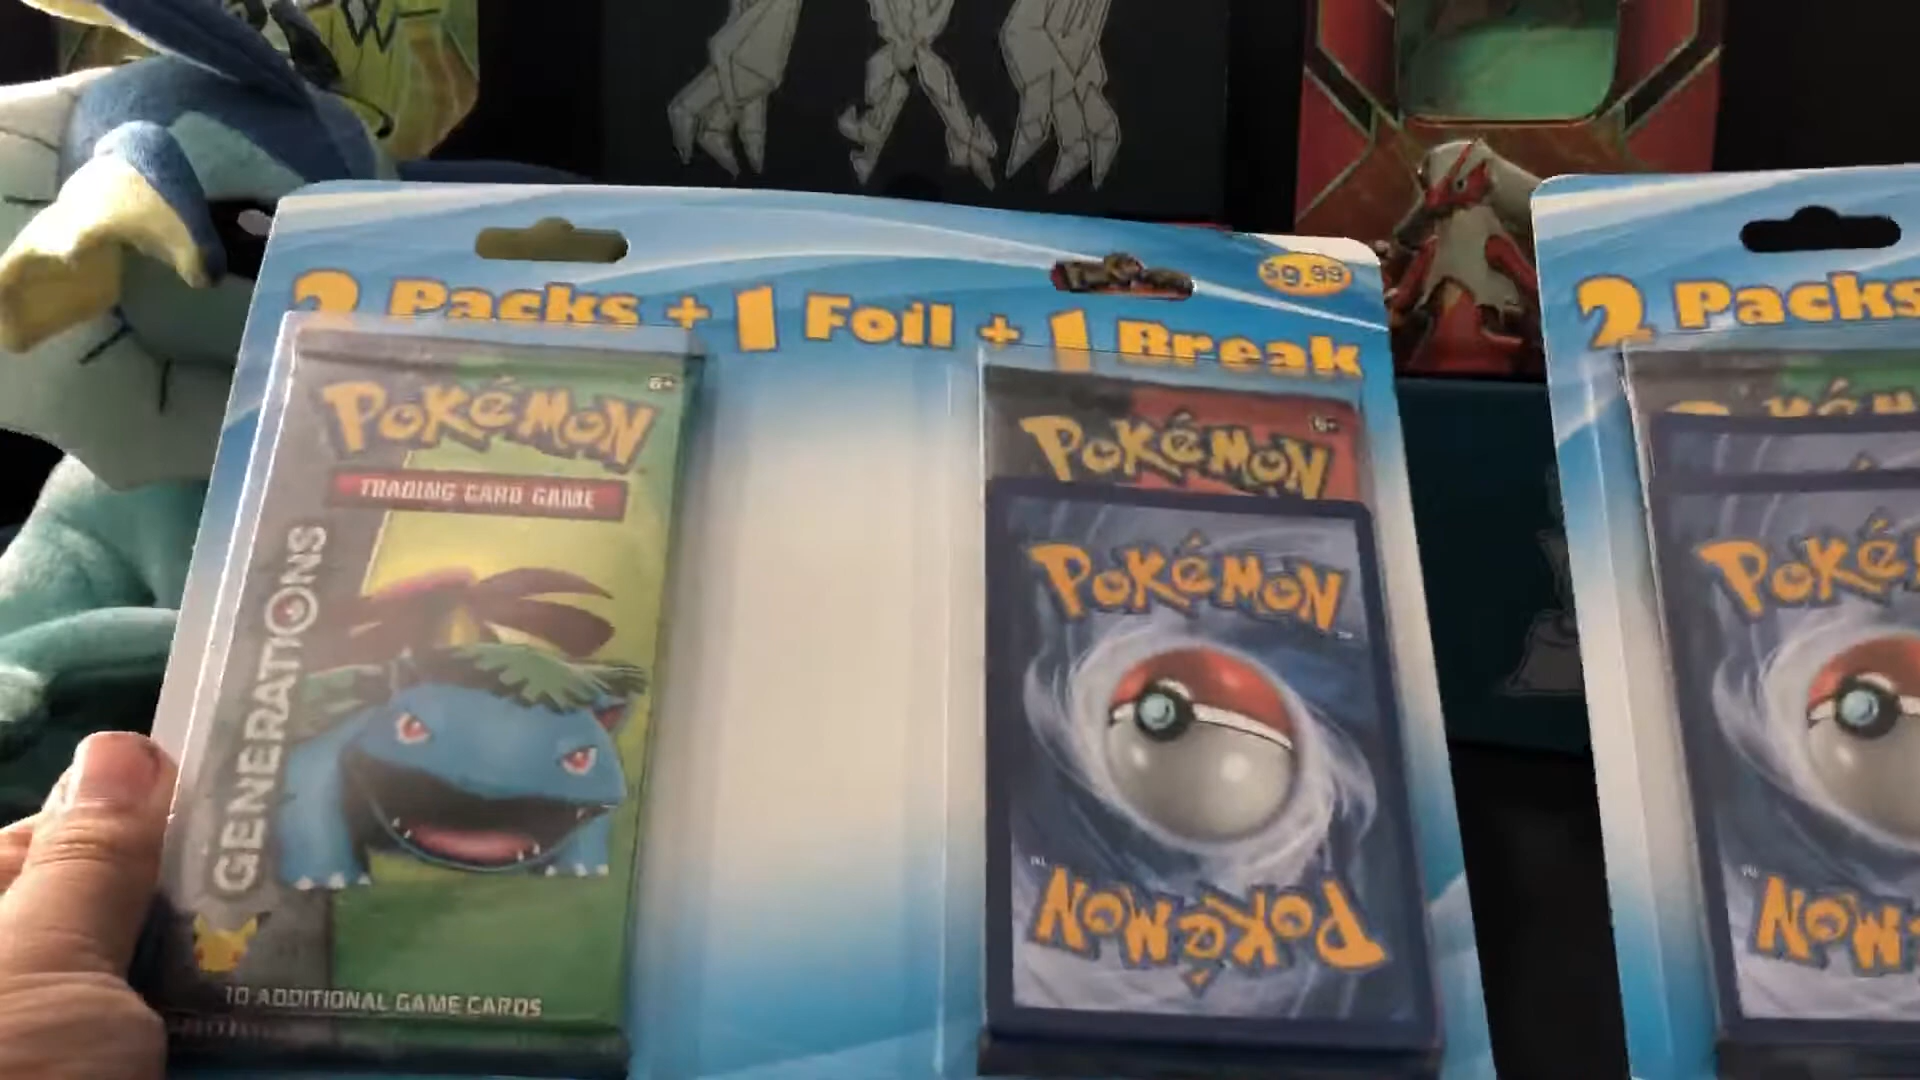 $9.99
2 Packs + 1 Foil + 1 Break
2 Packs
6+
POKÉMON
TRADING CARD GAME
GENERATIONS
10 ADDITIONAL GAME CARDS
6+
POKÉMON
POKÉMON
POKÉMON